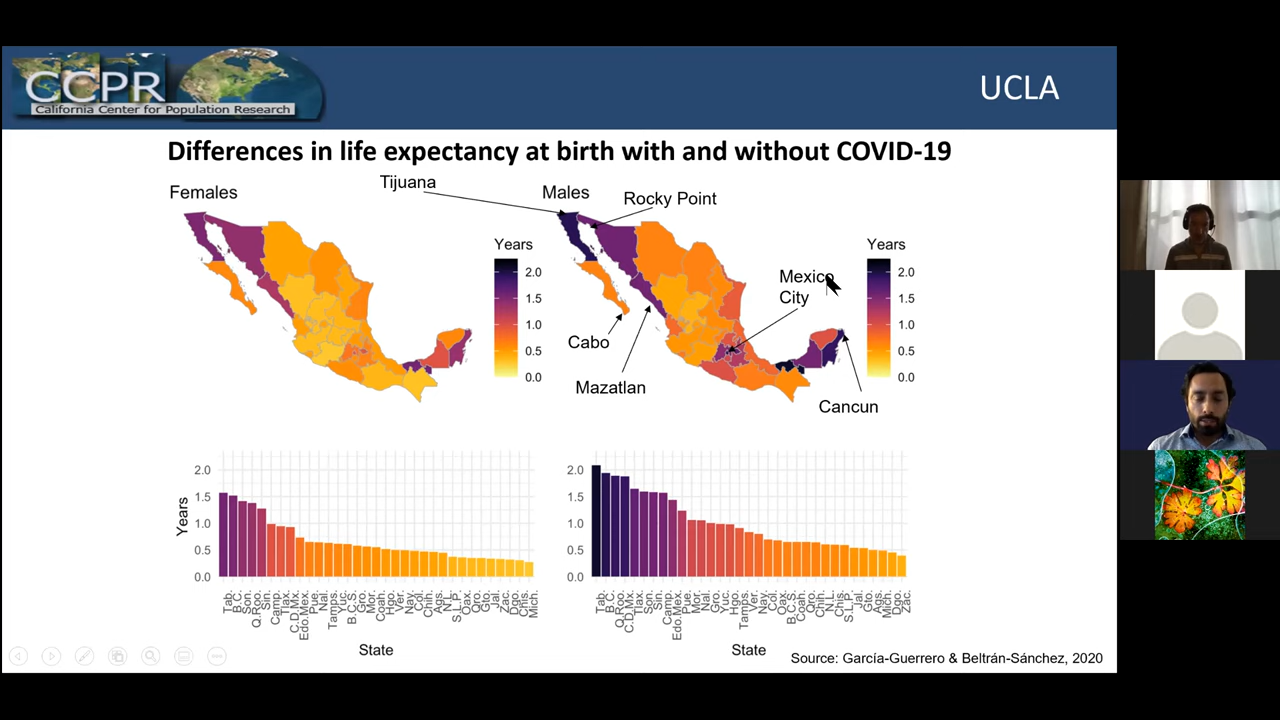 CCPR
California Center for Population Research
UCLA
Differences in life expectancy at birth with and without COVID-19
Females
Tijuana
Males
Rocky Point
Years
2.0
1.5
1.0
0.5
0.0
Mexico
City
Years
2.0
1.5
1.0
0.5
0.0
Cabo
Mazatlan
Cancun
Years
2.0
1.5
1.0
0.5
0.0
Tab.
B.C.
Son.
Q.Roo.
Sin.
Camp.
Tlax.
C.D.Mx.
Edo.Mex.
Pue.
Nal.
Tamps.
Yuc.
B.C.S.
Gro.
Mor.
Coah.
Hgo.
Ver.
Nay.
Col.
Chih.
Ags.
N.L.
S.L.P.
Oax.
Qro.
Gto.
Jal.
Zac.
Dgo.
Chis.
Mich.
State
2.0
1.5
1.0
0.5
0.0
Tab.
B.C.
Q.Roo.
C.D.Mx.
Tlax.
Son.
Sin.
Camp.
Edo.Mex.
Pue.
Mor.
Nal.
Gro.
Yuc.
Hgo.
Tamps.
Ver.
Nay.
Col.
Oax.
B.C.S.
Coah.
Qro.
Chih.
N.L.
Chis.
S.L.P.
Jal.
Gto.
Ags.
Mich.
Dgo.
Zac.
State
Source: García-Guerrero & Beltrán-Sánchez, 2020